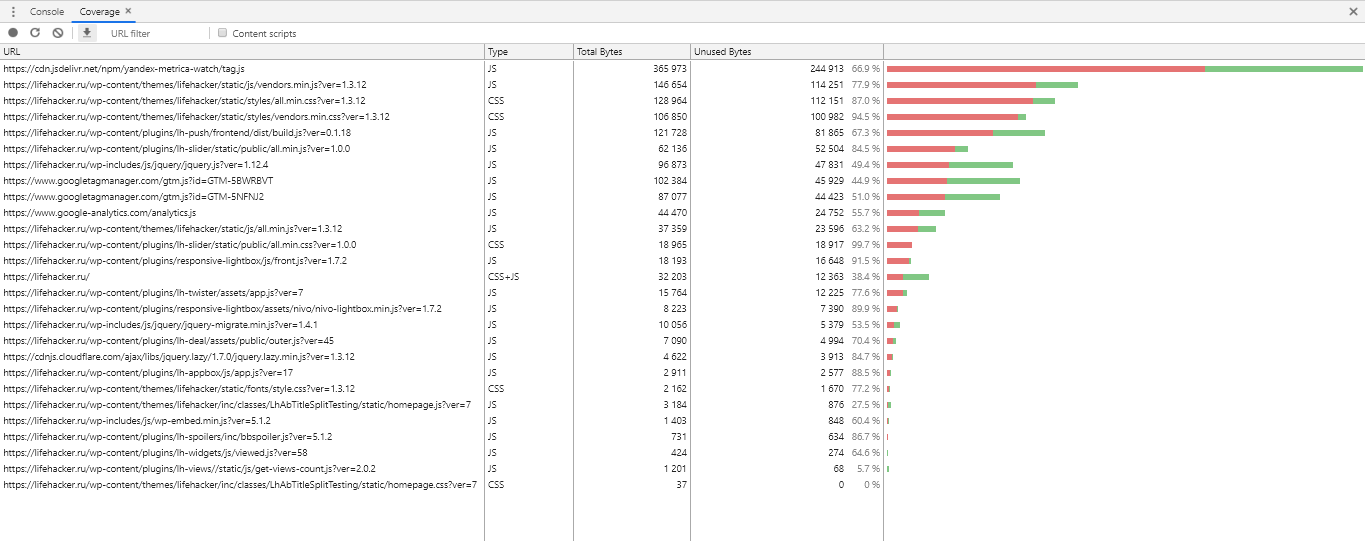 Console Coverage
URL filter Content scripts
URL Type Total Bytes Unused Bytes
https://cdn.jsdelivr.net/npm/yandex-metrica-watch/tag.js JS 365 973 244 913 66.9 %
https://lifehacker.ru/wp-content/themes/lifehacker/static/js/vendors.min.js?ver=1.3.12 JS 146 654 114 251 77.9 %
https://lifehacker.ru/wp-content/themes/lifehacker/static/styles/all.min.css?ver=1.3.12 CSS 128 964 112 151 87.0 %
https://lifehacker.ru/wp-content/themes/lifehacker/static/styles/vendors.min.css?ver=1.3.12 CSS 106 850 100 982 94.5 %
https://lifehacker.ru/wp-content/plugins/lh-push/frontend/dist/build.js?ver=0.1.18 JS 121 728 81 865 67.3 %
https://lifehacker.ru/wp-content/plugins/lh-slider/static/public/all.min.js?ver=1.0.0 JS 62 136 52 504 84.5 %
https://lifehacker.ru/wp-includes/js/jquery/jquery.js?ver=1.12.4 JS 96 873 47 831 49.4 %
https://www.googletagmanager.com/gtm.js?id=GTM-5BWRBVT JS 102 384 45 929 44.9 %
https://www.googletagmanager.com/gtm.js?id=GTM-5NFNJ2 JS 87 077 44 423 51.0 %
https://www.google-analytics.com/analytics.js JS 44 470 24 752 55.7 %
https://lifehacker.ru/wp-content/themes/lifehacker/static/js/all.min.js?ver=1.3.12 JS 37 359 23 596 63.2 %
https://lifehacker.ru/wp-content/plugins/lh-slider/static/public/all.min.css?ver=1.0.0 CSS 18 965 18 917 99.7 %
https://lifehacker.ru/wp-content/plugins/responsive-lightbox/js/front.js?ver=1.7.2 JS 18 193 16 648 91.5 %
https://lifehacker.ru/ CSS+JS 32 203 12 363 38.4 %
https://lifehacker.ru/wp-content/plugins/lh-twister/assets/app.js?ver=7 JS 15 764 12 225 77.6 %
https://lifehacker.ru/wp-content/plugins/responsive-lightbox/assets/nivo/nivo-lightbox.min.js?ver=1.7.2 JS 8 223 7 390 89.9 %
https://lifehacker.ru/wp-includes/js/jquery/jquery-migrate.min.js?ver=1.4.1 JS 10 056 5 379 53.5 %
https://lifehacker.ru/wp-content/plugins/lh-deal/assets/public/outer.js?ver=45 JS 7 090 4 994 70.4 %
https://cdnjs.cloudflare.com/ajax/libs/jquery.lazy/1.7.0/jquery.lazy.min.js?ver=1.3.12 JS 4 622 3 913 84.7 %
https://lifehacker.ru/wp-content/plugins/lh-appbox/js/app.js?ver=17 JS 2 911 2 577 88.5 %
https://lifehacker.ru/wp-content/themes/lifehacker/static/fonts/style.css?ver=1.3.12 CSS 2 162 1 670 77.2 %
https://lifehacker.ru/wp-content/themes/lifehacker/inc/classes/LhAbTitleSplitTesting/static/homepage.js?ver=7 JS 3 184 876 27.5 %
https://lifehacker.ru/wp-includes/js/wp-embed.min.js?ver=5.1.2 JS 1 403 848 60.4 %
https://lifehacker.ru/wp-content/plugins/lh-spoilers/inc/bbspoiler.js?ver=5.1.2 JS 731 634 86.7 %
https://lifehacker.ru/wp-content/plugins/lh-widgets/js/viewed.js?ver=58 JS 424 274 64.6 %
https://lifehacker.ru/wp-content/plugins/lh-views//static/js/get-views-count.js?ver=2.0.2 JS 1 201 68 5.7 %
https://lifehacker.ru/wp-content/themes/lifehacker/inc/classes/LhAbTitleSplitTesting/static/homepage.css?ver=7 CSS 37 0 0 %